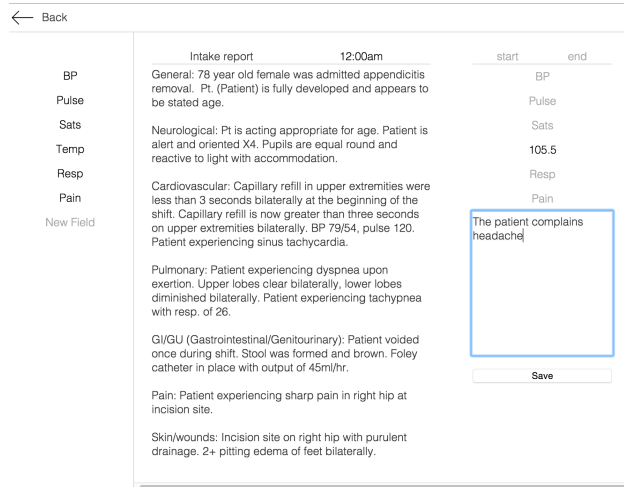 Back
Intake report 12:00am
start end
BP
Pulse
Sats
Temp
Resp
Pain
New Field
General: 78 year old female was admitted appendicitis
removal.  Pt. (Patient) is fully developed and appears to
be stated age.
Neurological: Pt is acting appropriate for age. Patient is
alert and oriented X4. Pupils are equal round and
reactive to light with accommodation.
Cardiovascular: Capillary refill in upper extremities were
less than 3 seconds bilaterally at the beginning of the
shift. Capillary refill is now greater than three seconds
on upper extremities bilaterally. BP 79/54, pulse 120.
Patient experiencing sinus tachycardia.
Pulmonary: Patient experiencing dyspnea upon
exertion. Upper lobes clear bilaterally, lower lobes
diminished bilaterally. Patient experiencing tachypnea
with resp. of 26.
GI/GU (Gastrointestinal/Genitourinary): Patient voided
once during shift. Stool was formed and brown. Foley
catheter in place with output of 45ml/hr.
Pain: Patient experiencing sharp pain in right hip at
incision site.
Skin/wounds: Incision site on right hip with purulent
drainage. 2+ pitting edema of feet bilaterally.
BP
Pulse
Sats
105.5
Resp
Pain
The patient complains
headache
Save